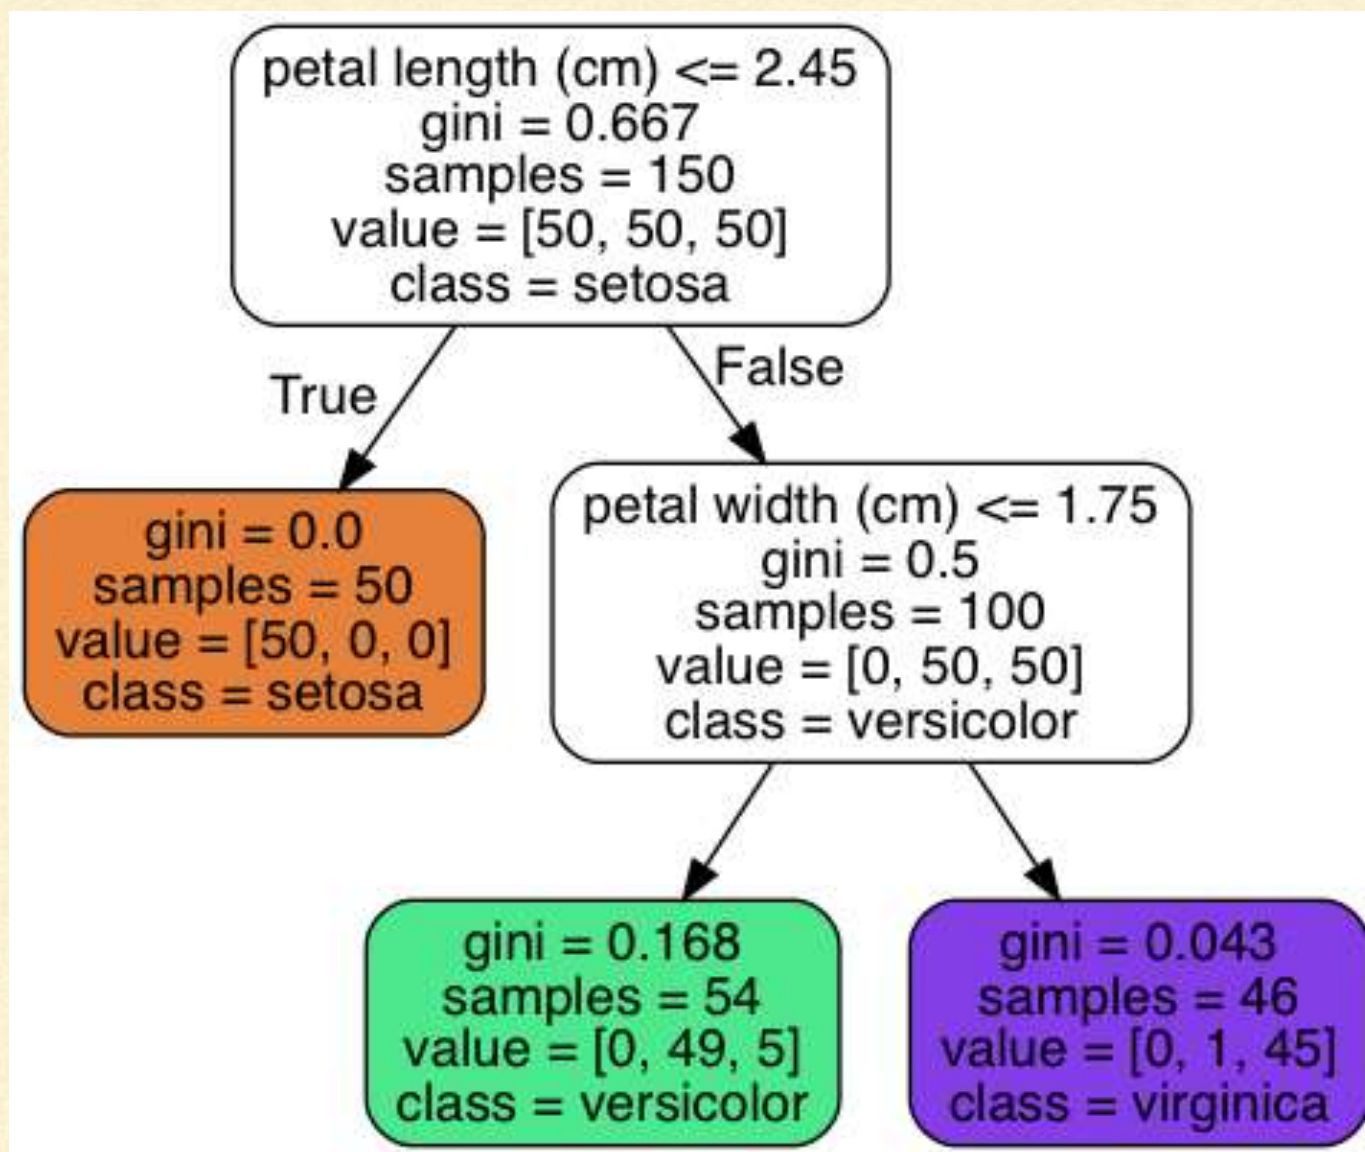 petal length (cm) <= 2.45
gini = 0.667
samples = 150
value = [50, 50, 50]
class = setosa
True
False
gini = 0.0
samples = 50
value = [50, 0, 0]
class = setosa
petal width (cm) <= 1.75
gini = 0.5
samples = 100
value = [0, 50, 50]
class = versicolor
gini = 0.168
samples = 54
value = [0, 49, 5]
class = versicolor
gini = 0.043
samples = 46
value = [0, 1, 45]
class = virginica